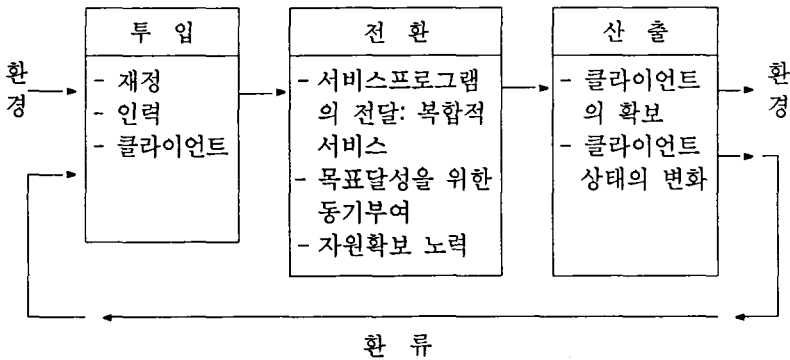 투 입
전 환
산 출
환
경
- 재정
- 인력
- 클라이언트
- 서비스프로그램
의 전달: 복합적
서비스
- 목표달성을 위한
동기부여
- 자원확보 노력
- 클라이언트
의 확보
- 클라이언트
상태의 변화
환
경
환 류